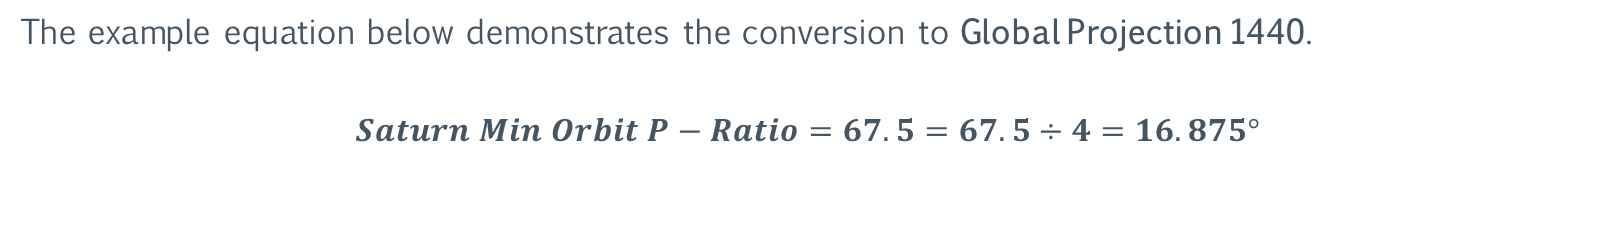 The example equation below demonstrates the conversion to Global Projection 1440.
Saturn Min Orbit P − Ratio = 67.5 = 67.5 ÷ 4 = 16.875°